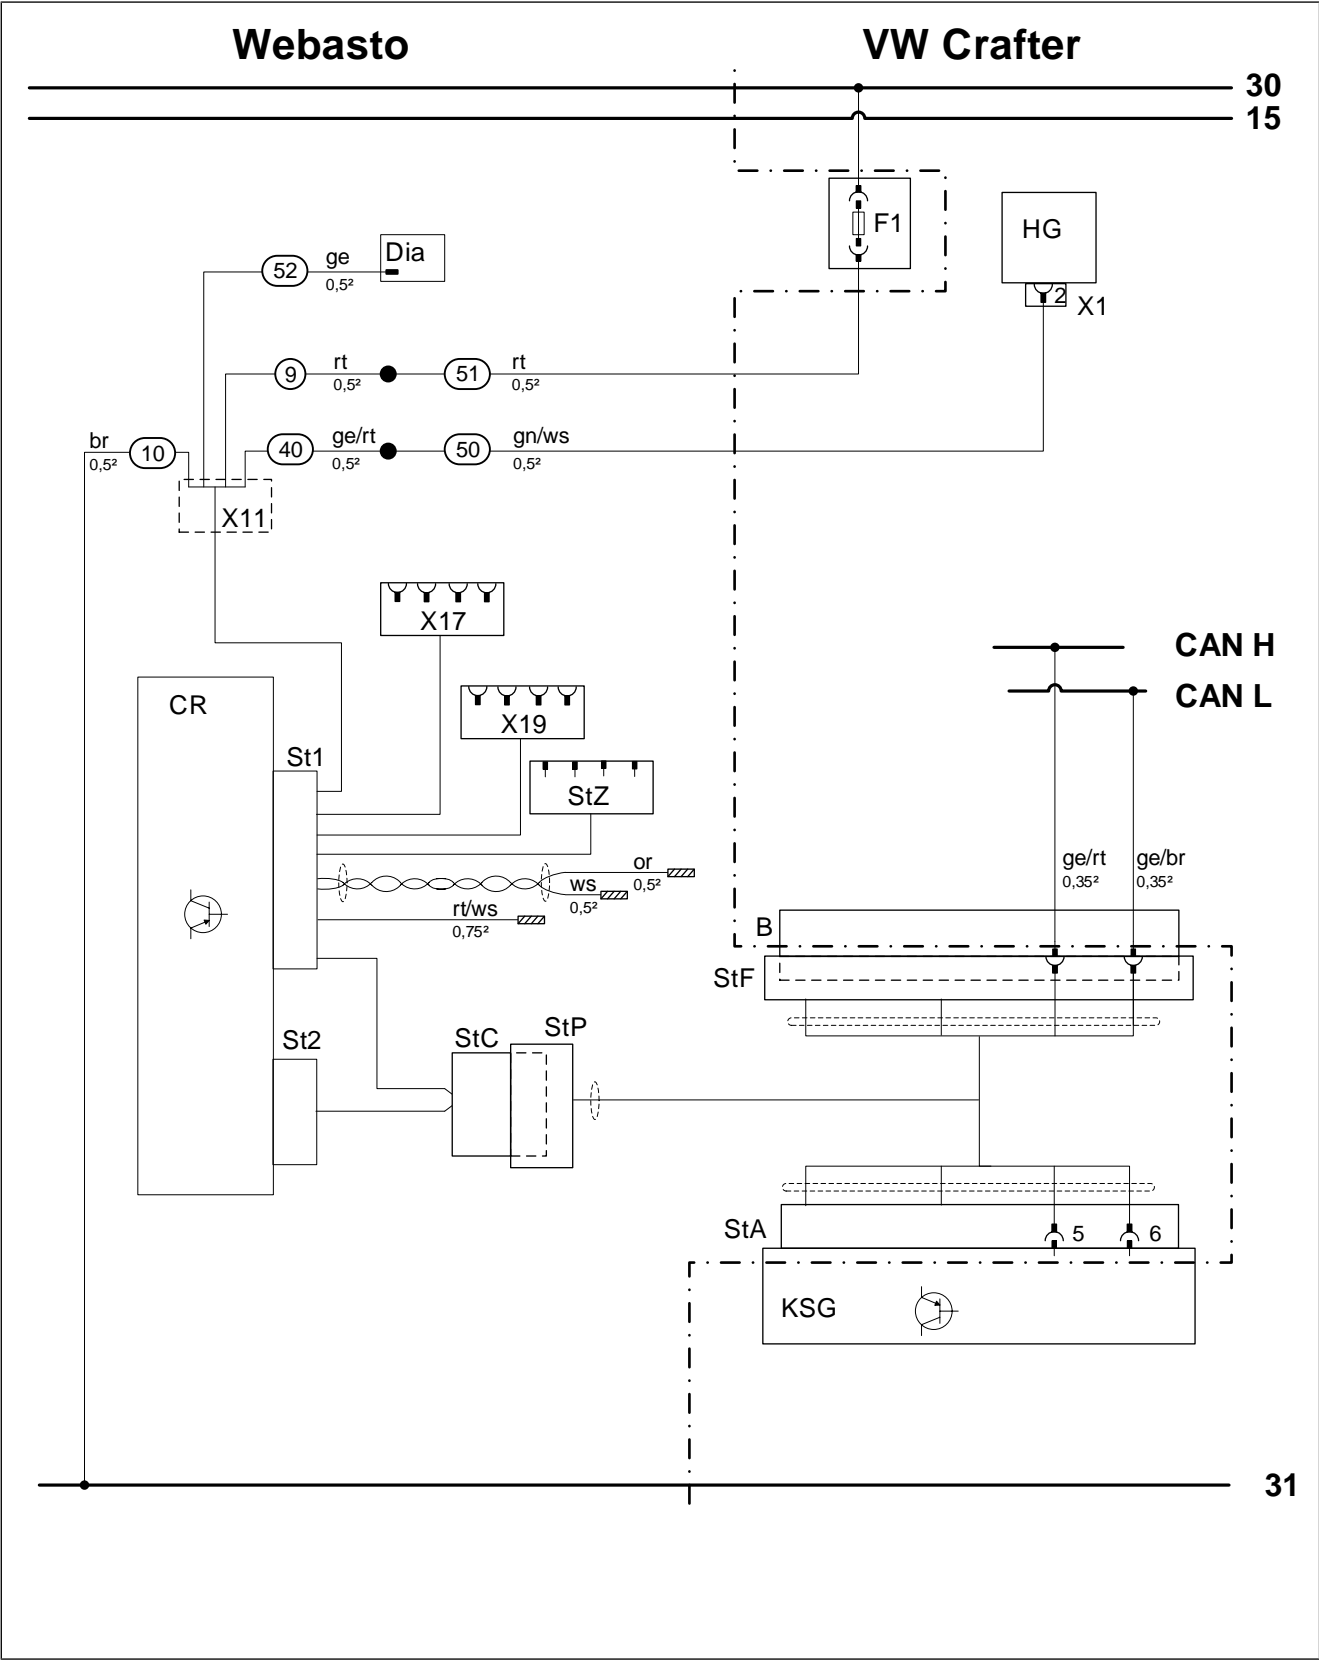 Webasto
VW Crafter
30
15
F1
HG
2
X1
Dia
52
ge
0,5²
9
rt
0,5²
51
rt
0,5²
br
0,5²
10
40
ge/rt
0,5²
50
gn/ws
0,5²
X11
X17
CAN H
CAN L
CR
X19
St1
StZ
or
0,5²
ws
0,5²
rt/ws
0,75²
ge/rt
0,35²
ge/br
0,35²
B
StF
St2
StC
StP
StA
5
6
KSG
31